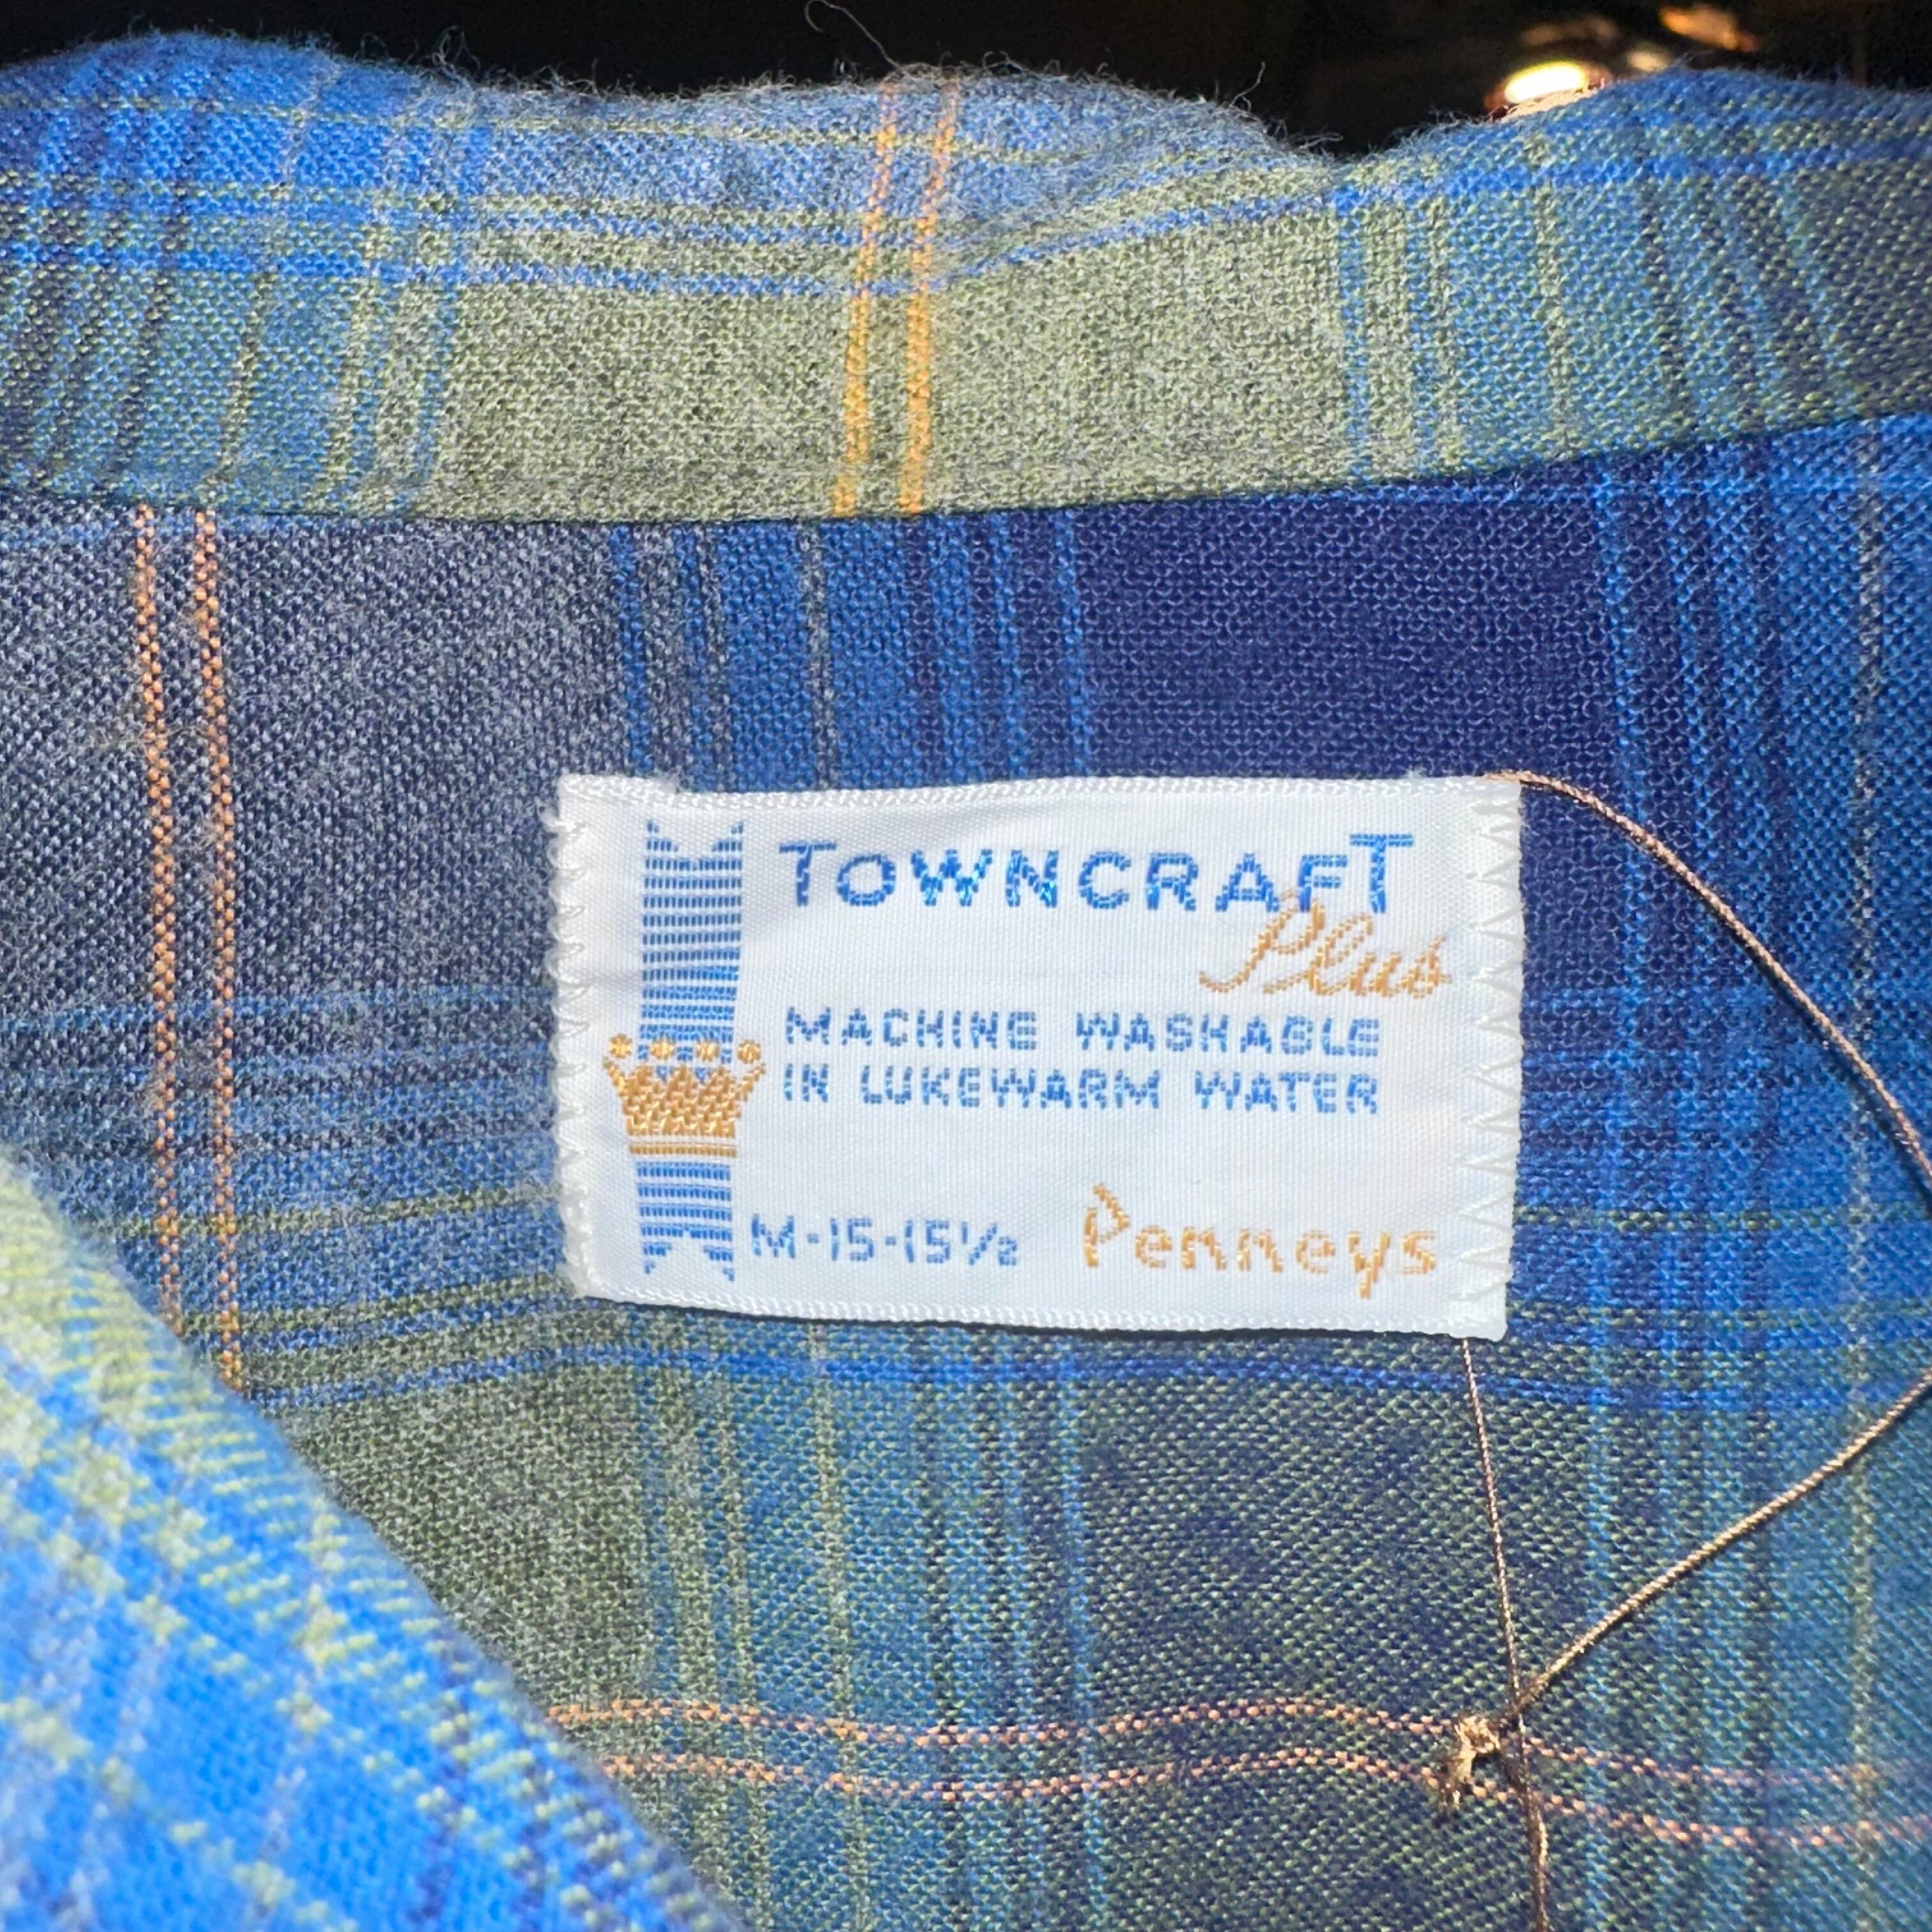 TOWNCRAFT
Plus
MACHINE WASHABLE
IN LUKEWARM WATER
M-15-15½ Penneys